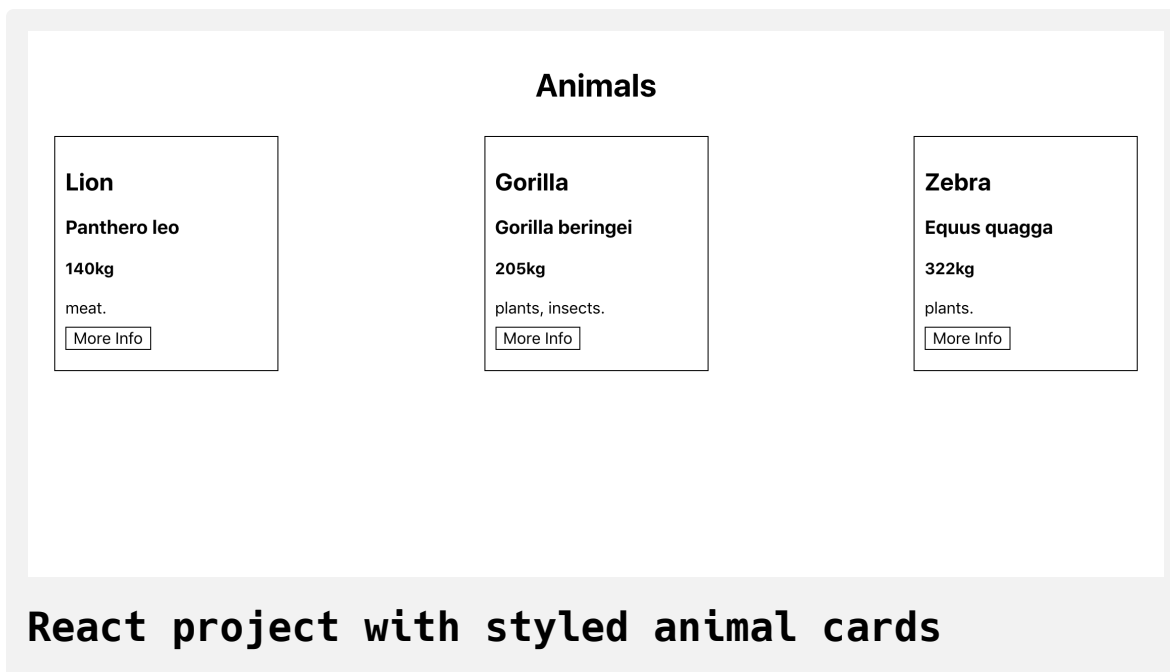 Animals
Lion
Panthero leo
140kg
meat.
More Info
Gorilla
Gorilla beringei
205kg
plants, insects.
More Info
Zebra
Equus quagga
322kg
plants.
More Info
React project with styled animal cards